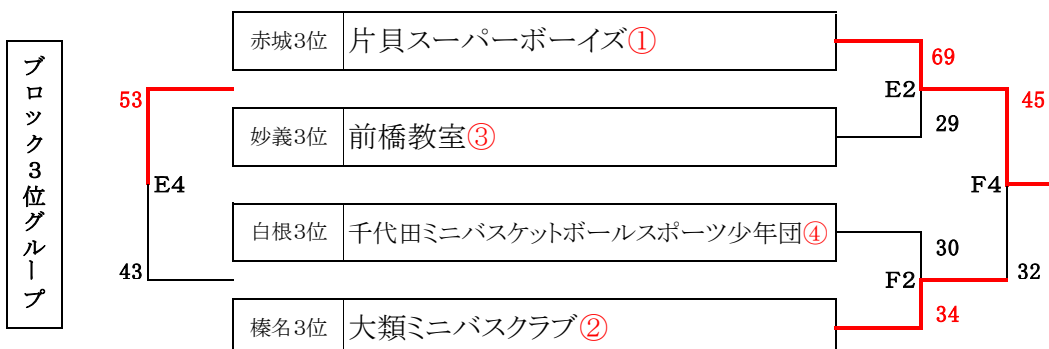 ブロック3位グループ
赤城3位 片貝スーパーボーイズ①
妙義3位 前橋教室③
白根3位 千代田ミニバスケットボールスポーツ少年団④
榛名3位 大類ミニバスクラブ②
53
E4
43
69
E2
29
30
F2
34
45
F4
32